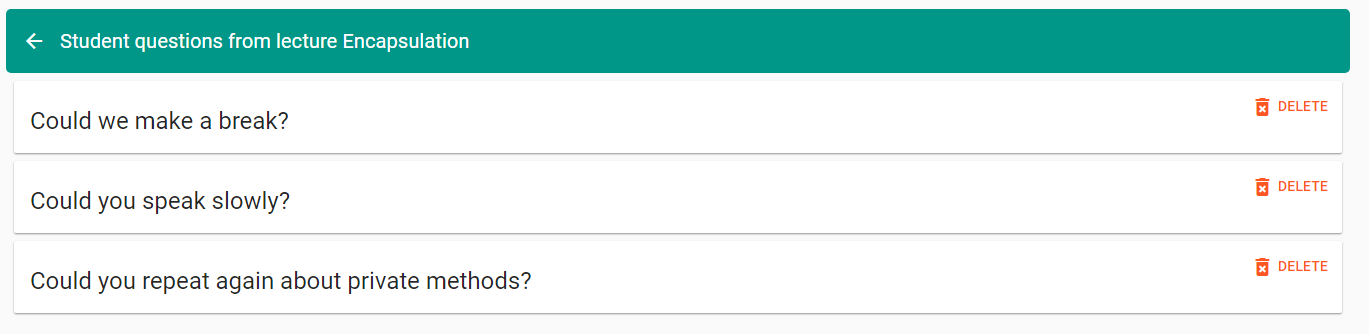 Student questions from lecture Encapsulation
Could we make a break?
DELETE
Could you speak slowly?
DELETE
Could you repeat again about private methods?
DELETE